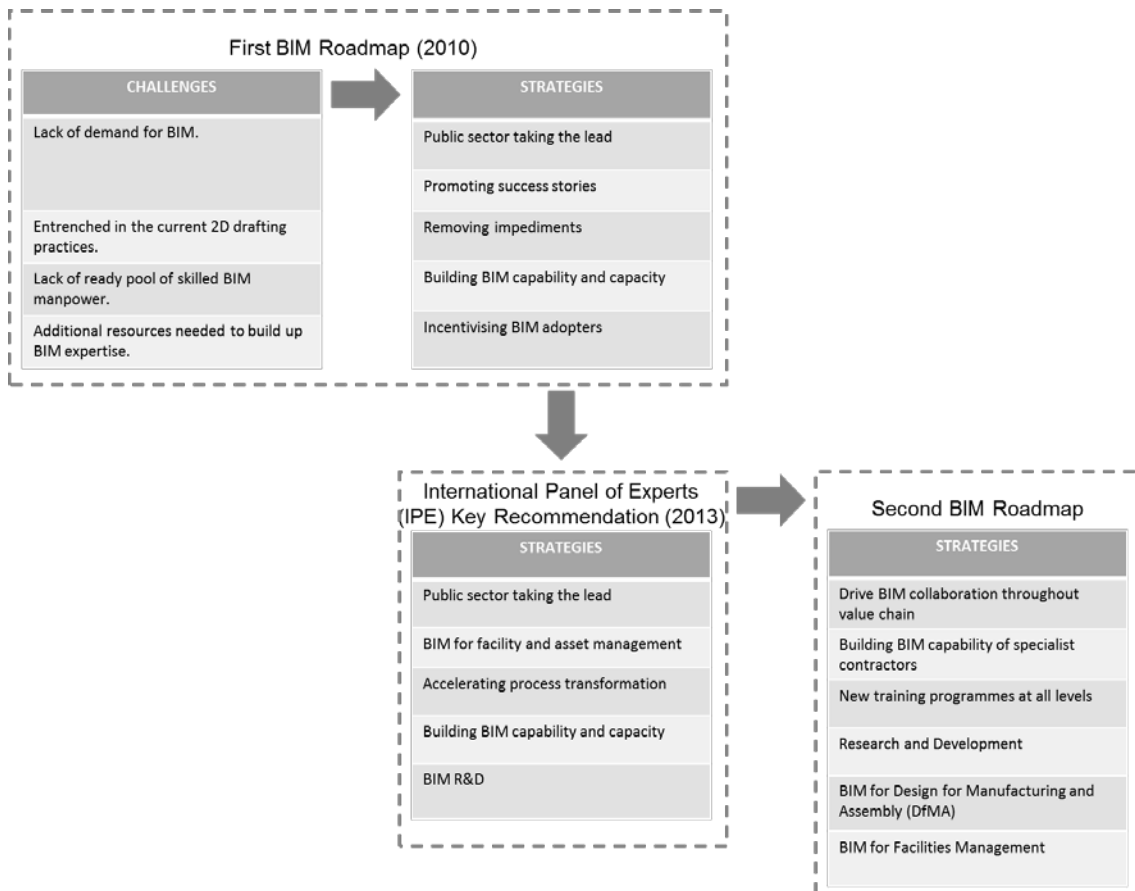 First BIM Roadmap (2010)
CHALLENGES
Lack of demand for BIM.
Entrenched in the current 2D drafting
practices.
Lack of ready pool of skilled BIM
manpower.
Additional resources needed to build up
BIM expertise.
STRATEGIES
Public sector taking the lead
Promoting success stories
Removing impediments
Building BIM capability and capacity
Incentivising BIM adopters
International Panel of Experts
(IPE) Key Recommendation (2013)
STRATEGIES
Public sector taking the lead
BIM for facility and asset management
Accelerating process transformation
Building BIM capability and capacity
BIM R&D
Second BIM Roadmap
STRATEGIES
Drive BIM collaboration throughout
value chain
Building BIM capability of specialist
contractors
New training programmes at all levels
Research and Development
BIM for Design for Manufacturing and
Assembly (DfMA)
BIM for Facilities Management